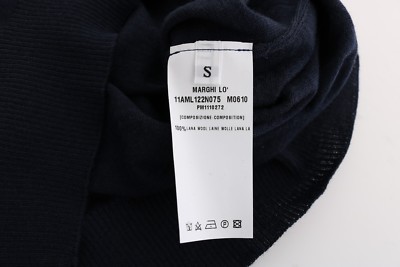 S
MARGHI LO'
11AML122N075 M0610
PM1110272
[COMPOSIZIONE COMPOSITION]
100% LANA WOOL LAINE WOLLE LANA LA